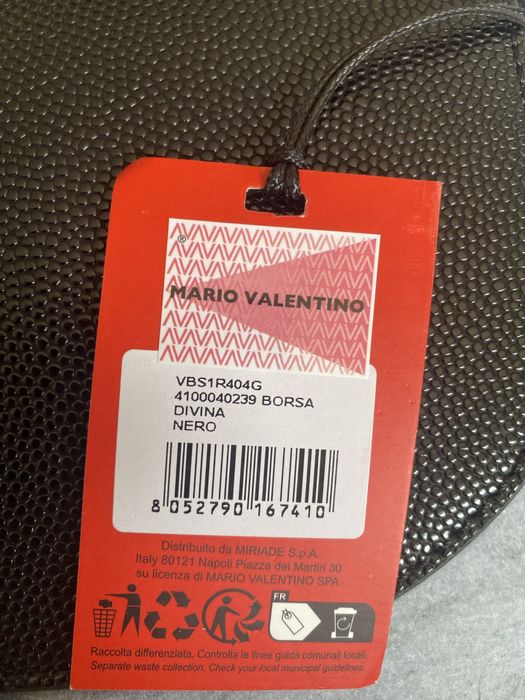 ®
MARIO VALENTINO
VBS1R404G
4100040239 BORSA
DIVINA
NERO
8 052790 167410
Distribuito da MIRIADE S.p.A.
Italy 80121 Napoli Piazza dei Martiri 30
su licenza di MARIO VALENTINO SPA
FR
Raccolta differenziata. Controlla le linee guida comunali locali.
Separate waste collection. Check your local municipal guidelines.